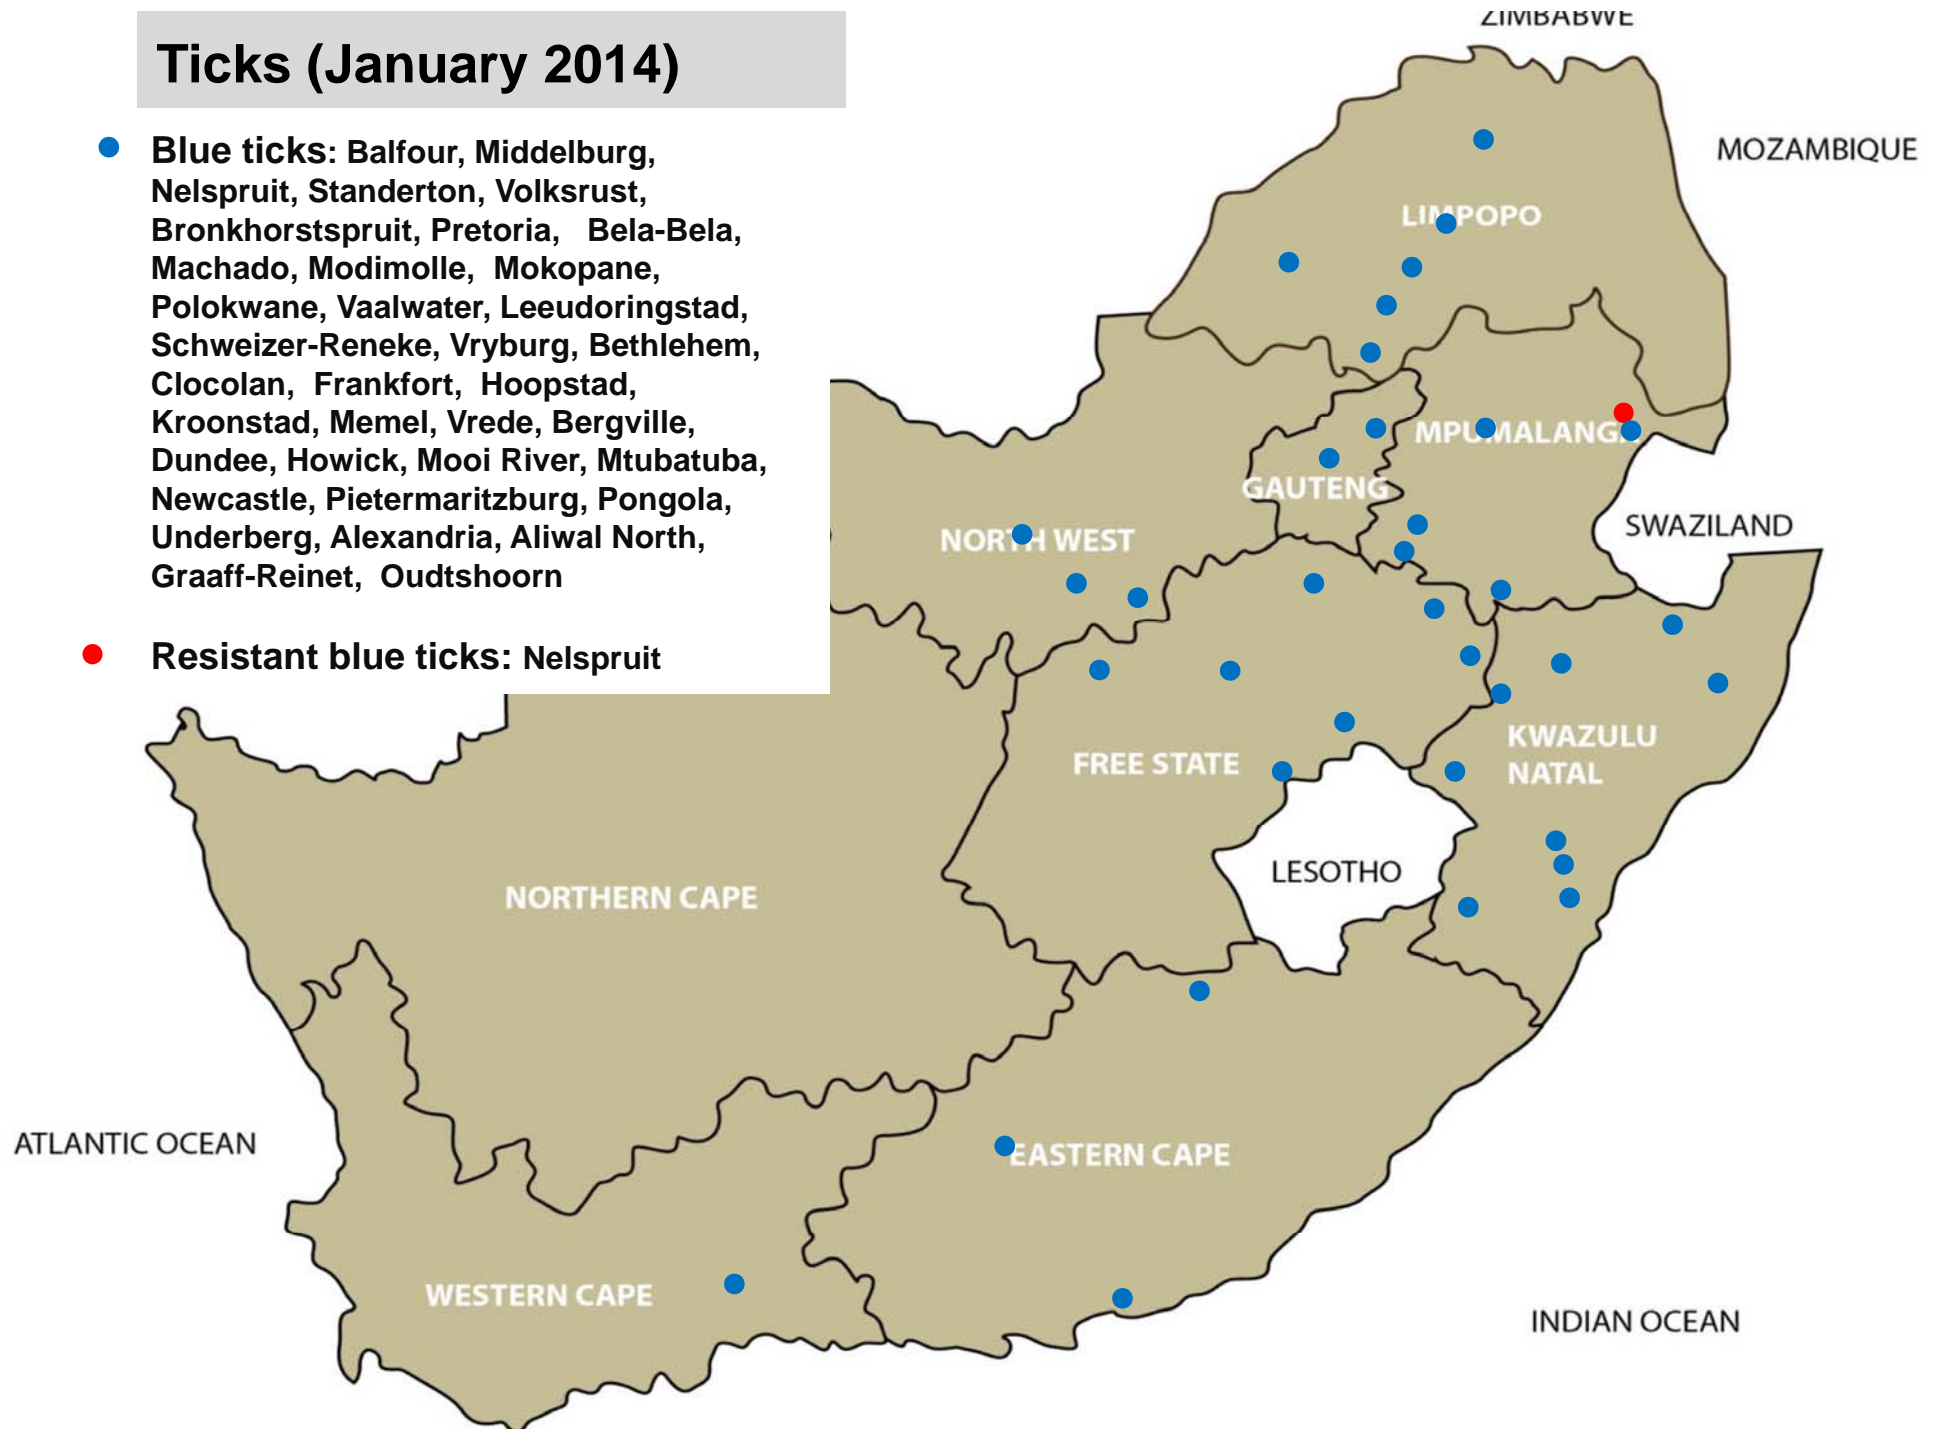 ZIMBABWE
Ticks (January 2014)
Blue ticks: Balfour, Middelburg,
Nelspruit, Standerton, Volksrust,
Bronkhorstspruit, Pretoria, Bela-Bela,
Machado, Modimolle, Mokopane,
Polokwane, Vaalwater, Leeudoringstad,
Schweizer-Reneke, Vryburg, Bethlehem,
Clocolan, Frankfort, Hoopstad,
Kroonstad, Memel, Vrede, Bergville,
Dundee, Howick, Mooi River, Mtubatuba,
Newcastle, Pietermaritzburg, Pongola,
Underberg, Alexandria, Aliwal North,
Graaff-Reinet, Oudtshoorn
Resistant blue ticks: Nelspruit
MOZAMBIQUE
LIMPOPO
MPUMALANGA
GAUTENG
SWAZILAND
NORTH WEST
KWAZULU
NATAL
FREE STATE
LESOTHO
NORTHERN CAPE
ATLANTIC OCEAN
EASTERN CAPE
WESTERN CAPE
INDIAN OCEAN